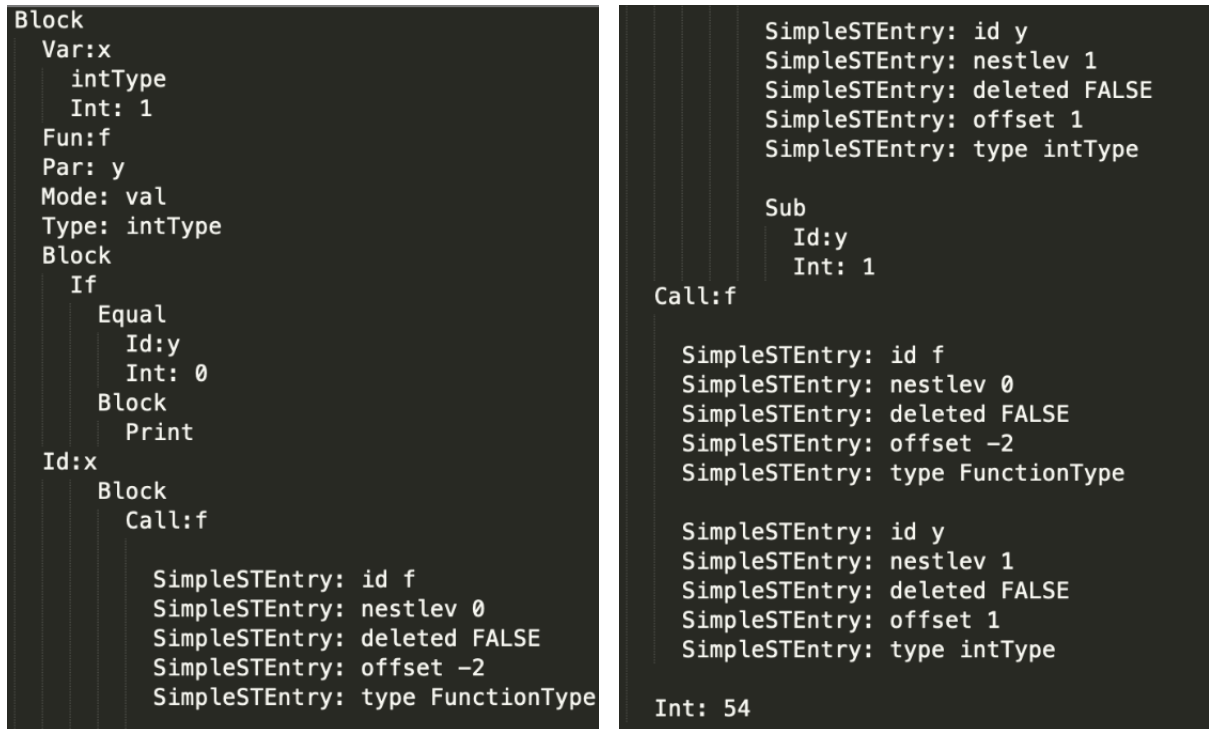 Block
Var:x
intType
Int: 1
Fun:f
Par: y
Mode: val
Type: intType
Block
If
Equal
Id:y
Int: 0
Block
Print
Id:x
Block
Call:f
SimpleSTEntry: id f
SimpleSTEntry: nestlev 0
SimpleSTEntry: deleted FALSE
SimpleSTEntry: offset -2
SimpleSTEntry: type FunctionType
SimpleSTEntry: id y
SimpleSTEntry: nestlev 1
SimpleSTEntry: deleted FALSE
SimpleSTEntry: offset 1
SimpleSTEntry: type intType
Sub
Id:y
Int: 1
Call:f
SimpleSTEntry: id f
SimpleSTEntry: nestlev 0
SimpleSTEntry: deleted FALSE
SimpleSTEntry: offset -2
SimpleSTEntry: type FunctionType
SimpleSTEntry: id y
SimpleSTEntry: nestlev 1
SimpleSTEntry: deleted FALSE
SimpleSTEntry: offset 1
SimpleSTEntry: type intType
Int: 54